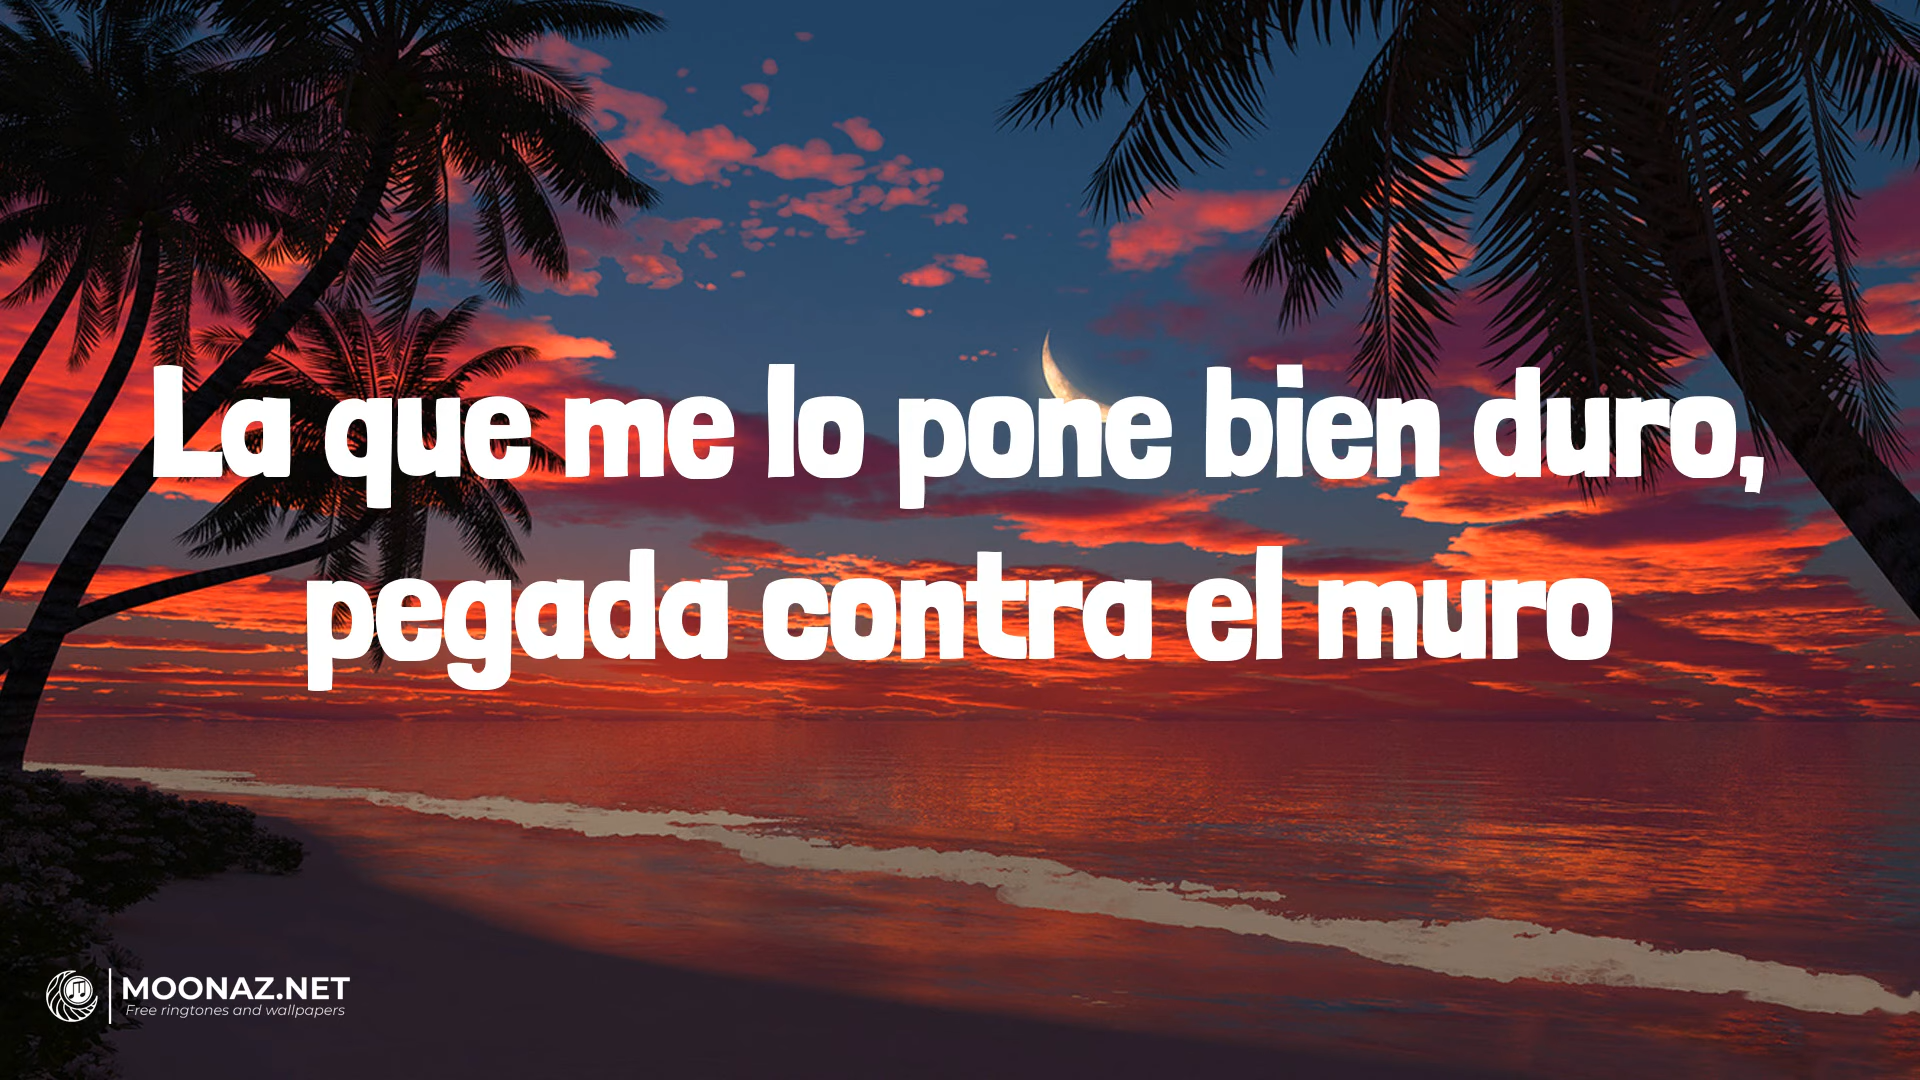 La que me lo pone bien duro,
pegada contra el muro
MOONAZ.NET
Free ringtones and wallpapers